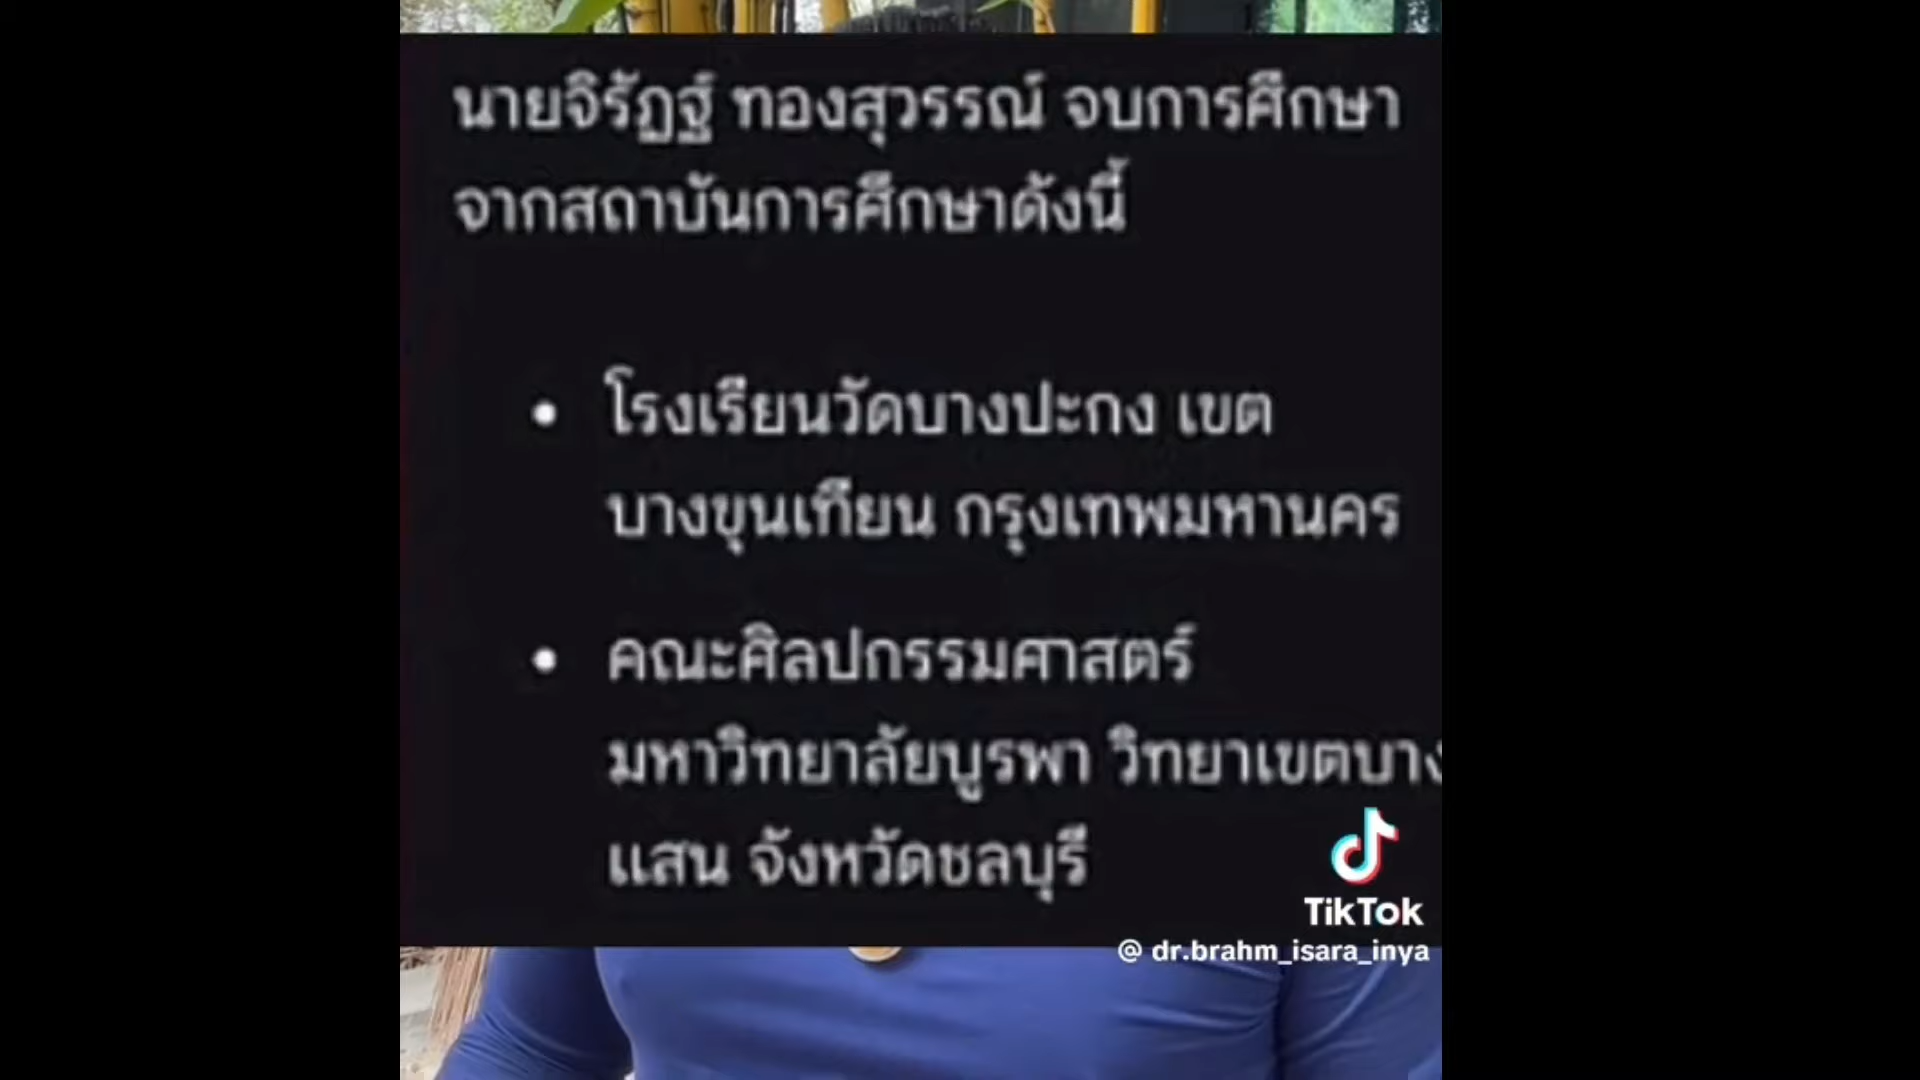 นายจิรัฏฐ์ ทองสุวรรณ์ จบการศึกษา
จากสถาบันการศึกษาดังนี้
• โรงเรียนวัดบางปะกง เขต
บางขุนเทียน กรุงเทพมหานคร
• คณะศิลปกรรมศาสตร์
มหาวิทยาลัยบูรพา วิทยาเขตบาง
แสน จังหวัดชลบุรี
TikTok
@ dr.brahm_isara_inya